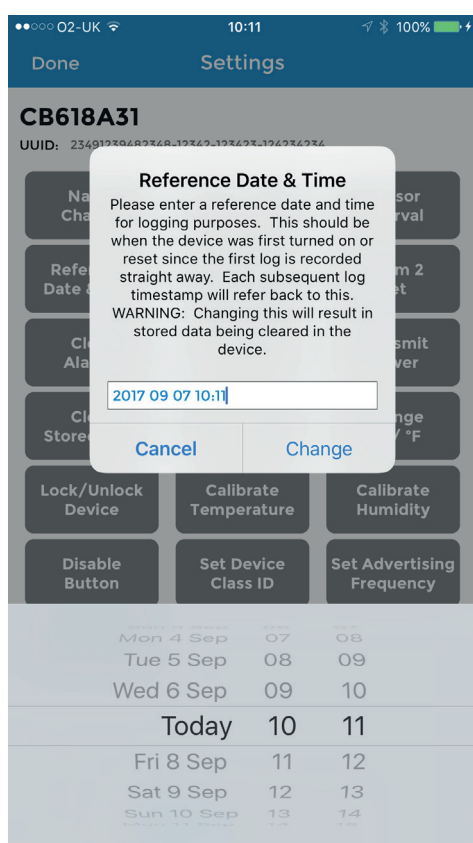 O2-UK 10:11 100%
Done Settings
CB618A31
UUID: 23491239482348-12342-123423-124234234
Reference Date & Time
Please enter a reference date and time
for logging purposes. This should be
when the device was first turned on or
reset since the first log is recorded
straight away. Each subsequent log
timestamp will refer back to this.
WARNING: Changing this will result in
stored data being cleared in the
device.
2017 09 07 10:11
Cancel Change
Lock/Unlock
Device
Calibrate
Temperature
Calibrate
Humidity
Disable
Button
Set Device
Class ID
Set Advertising
Frequency
Mon 4 Sep 07 08
Tue 5 Sep 08 09
Wed 6 Sep 09 10
Today 10 11
Fri 8 Sep 11 12
Sat 9 Sep 12 13
Sun 10 Sep 13 14